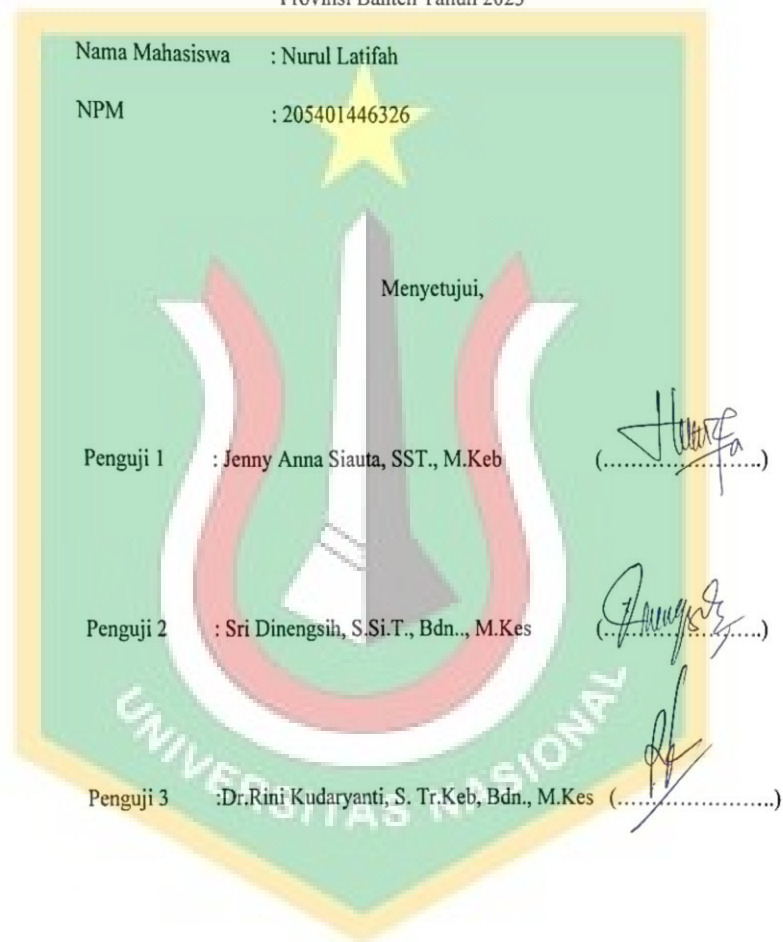 Provinsi Banten Tahun 2023
Nama Mahasiswa : Nurul Latifah
NPM : 205401446326
Menyetujui,
Penguji 1 : Jenny Anna Siauta, SST., M.Keb (.......................)
Penguji 2 : Sri Dinengsih, S.Si.T., Bdn.., M.Kes (.......................)
Penguji 3 :Dr.Rini Kudaryanti, S. Tr.Keb, Bdn., M.Kes (.......................)
UNIVERSITAS NASIONAL